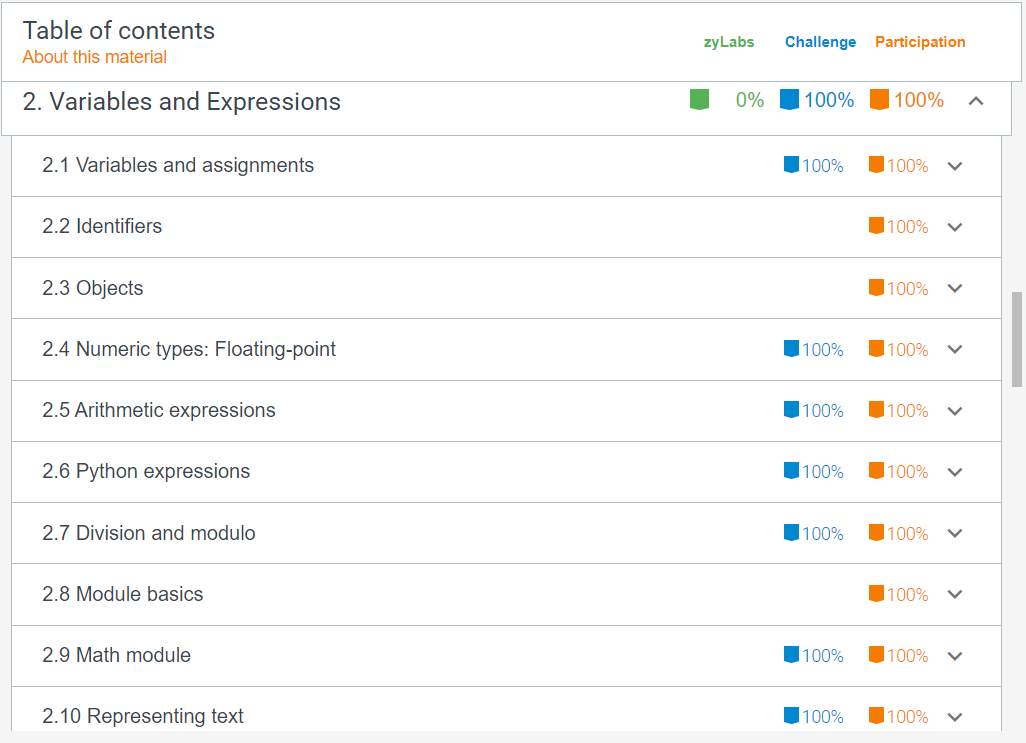 Table of contents
zyLabs Challenge Participation
About this material
2. Variables and Expressions 0% 100% 100%
2.1 Variables and assignments 100% 100%
2.2 Identifiers 100%
2.3 Objects 100%
2.4 Numeric types: Floating-point 100% 100%
2.5 Arithmetic expressions 100% 100%
2.6 Python expressions 100% 100%
2.7 Division and modulo 100% 100%
2.8 Module basics 100%
2.9 Math module 100% 100%
2.10 Representing text 100% 100%